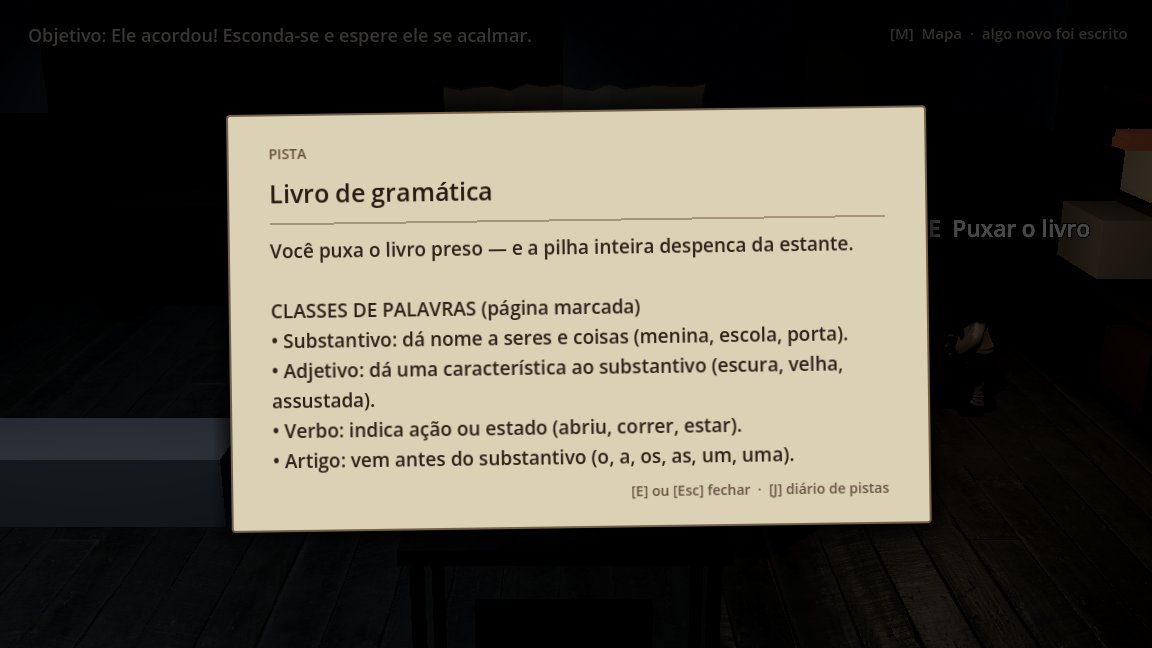 Objetivo: Ele acordou! Esconda-se e espere ele se acalmar.
[M] Mapa · algo novo foi escrito
PISTA
Livro de gramática
Você puxa o livro preso — e a pilha inteira despenca da estante.
CLASSES DE PALAVRAS (página marcada)
• Substantivo: dá nome a seres e coisas (menina, escola, porta).
• Adjetivo: dá uma característica ao substantivo (escura, velha,
assustada).
• Verbo: indica ação ou estado (abriu, correr, estar).
• Artigo: vem antes do substantivo (o, a, os, as, um, uma).
[E] ou [Esc] fechar · [J] diário de pistas
E Puxar o livro